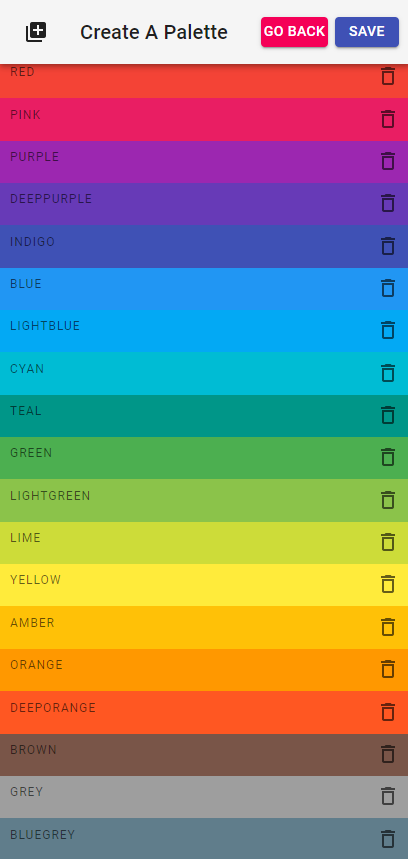 Create A Palette
GO BACK
SAVE
RED
PINK
PURPLE
DEEPPURPLE
INDIGO
BLUE
LIGHTBLUE
CYAN
TEAL
GREEN
LIGHTGREEN
LIME
YELLOW
AMBER
ORANGE
DEEPORANGE
BROWN
GREY
BLUEGREY